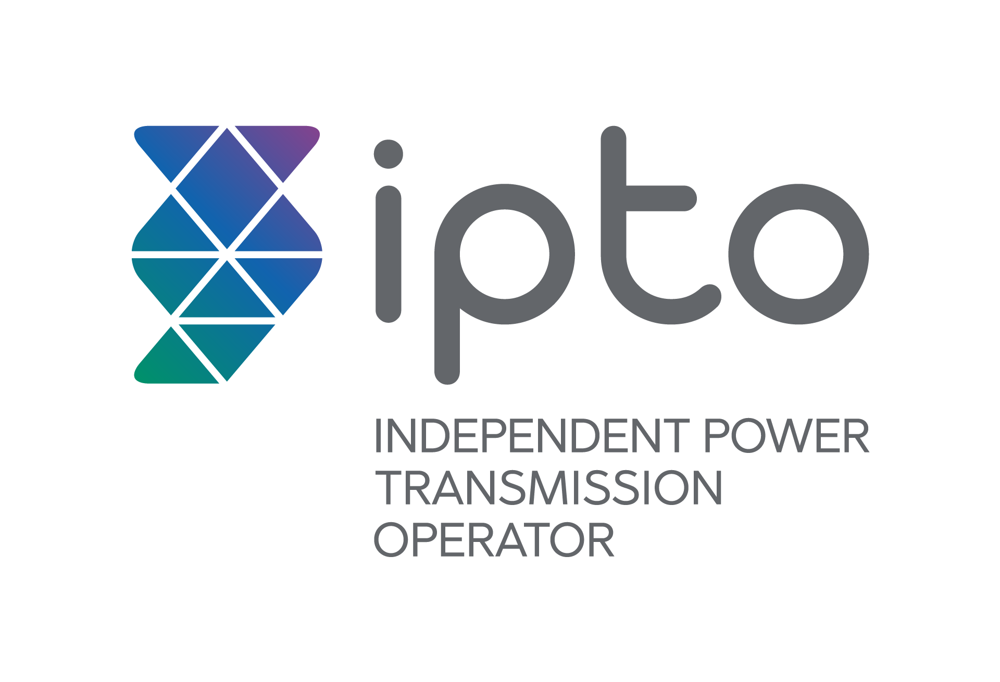 ipto
INDEPENDENT POWER
TRANSMISSION
OPERATOR